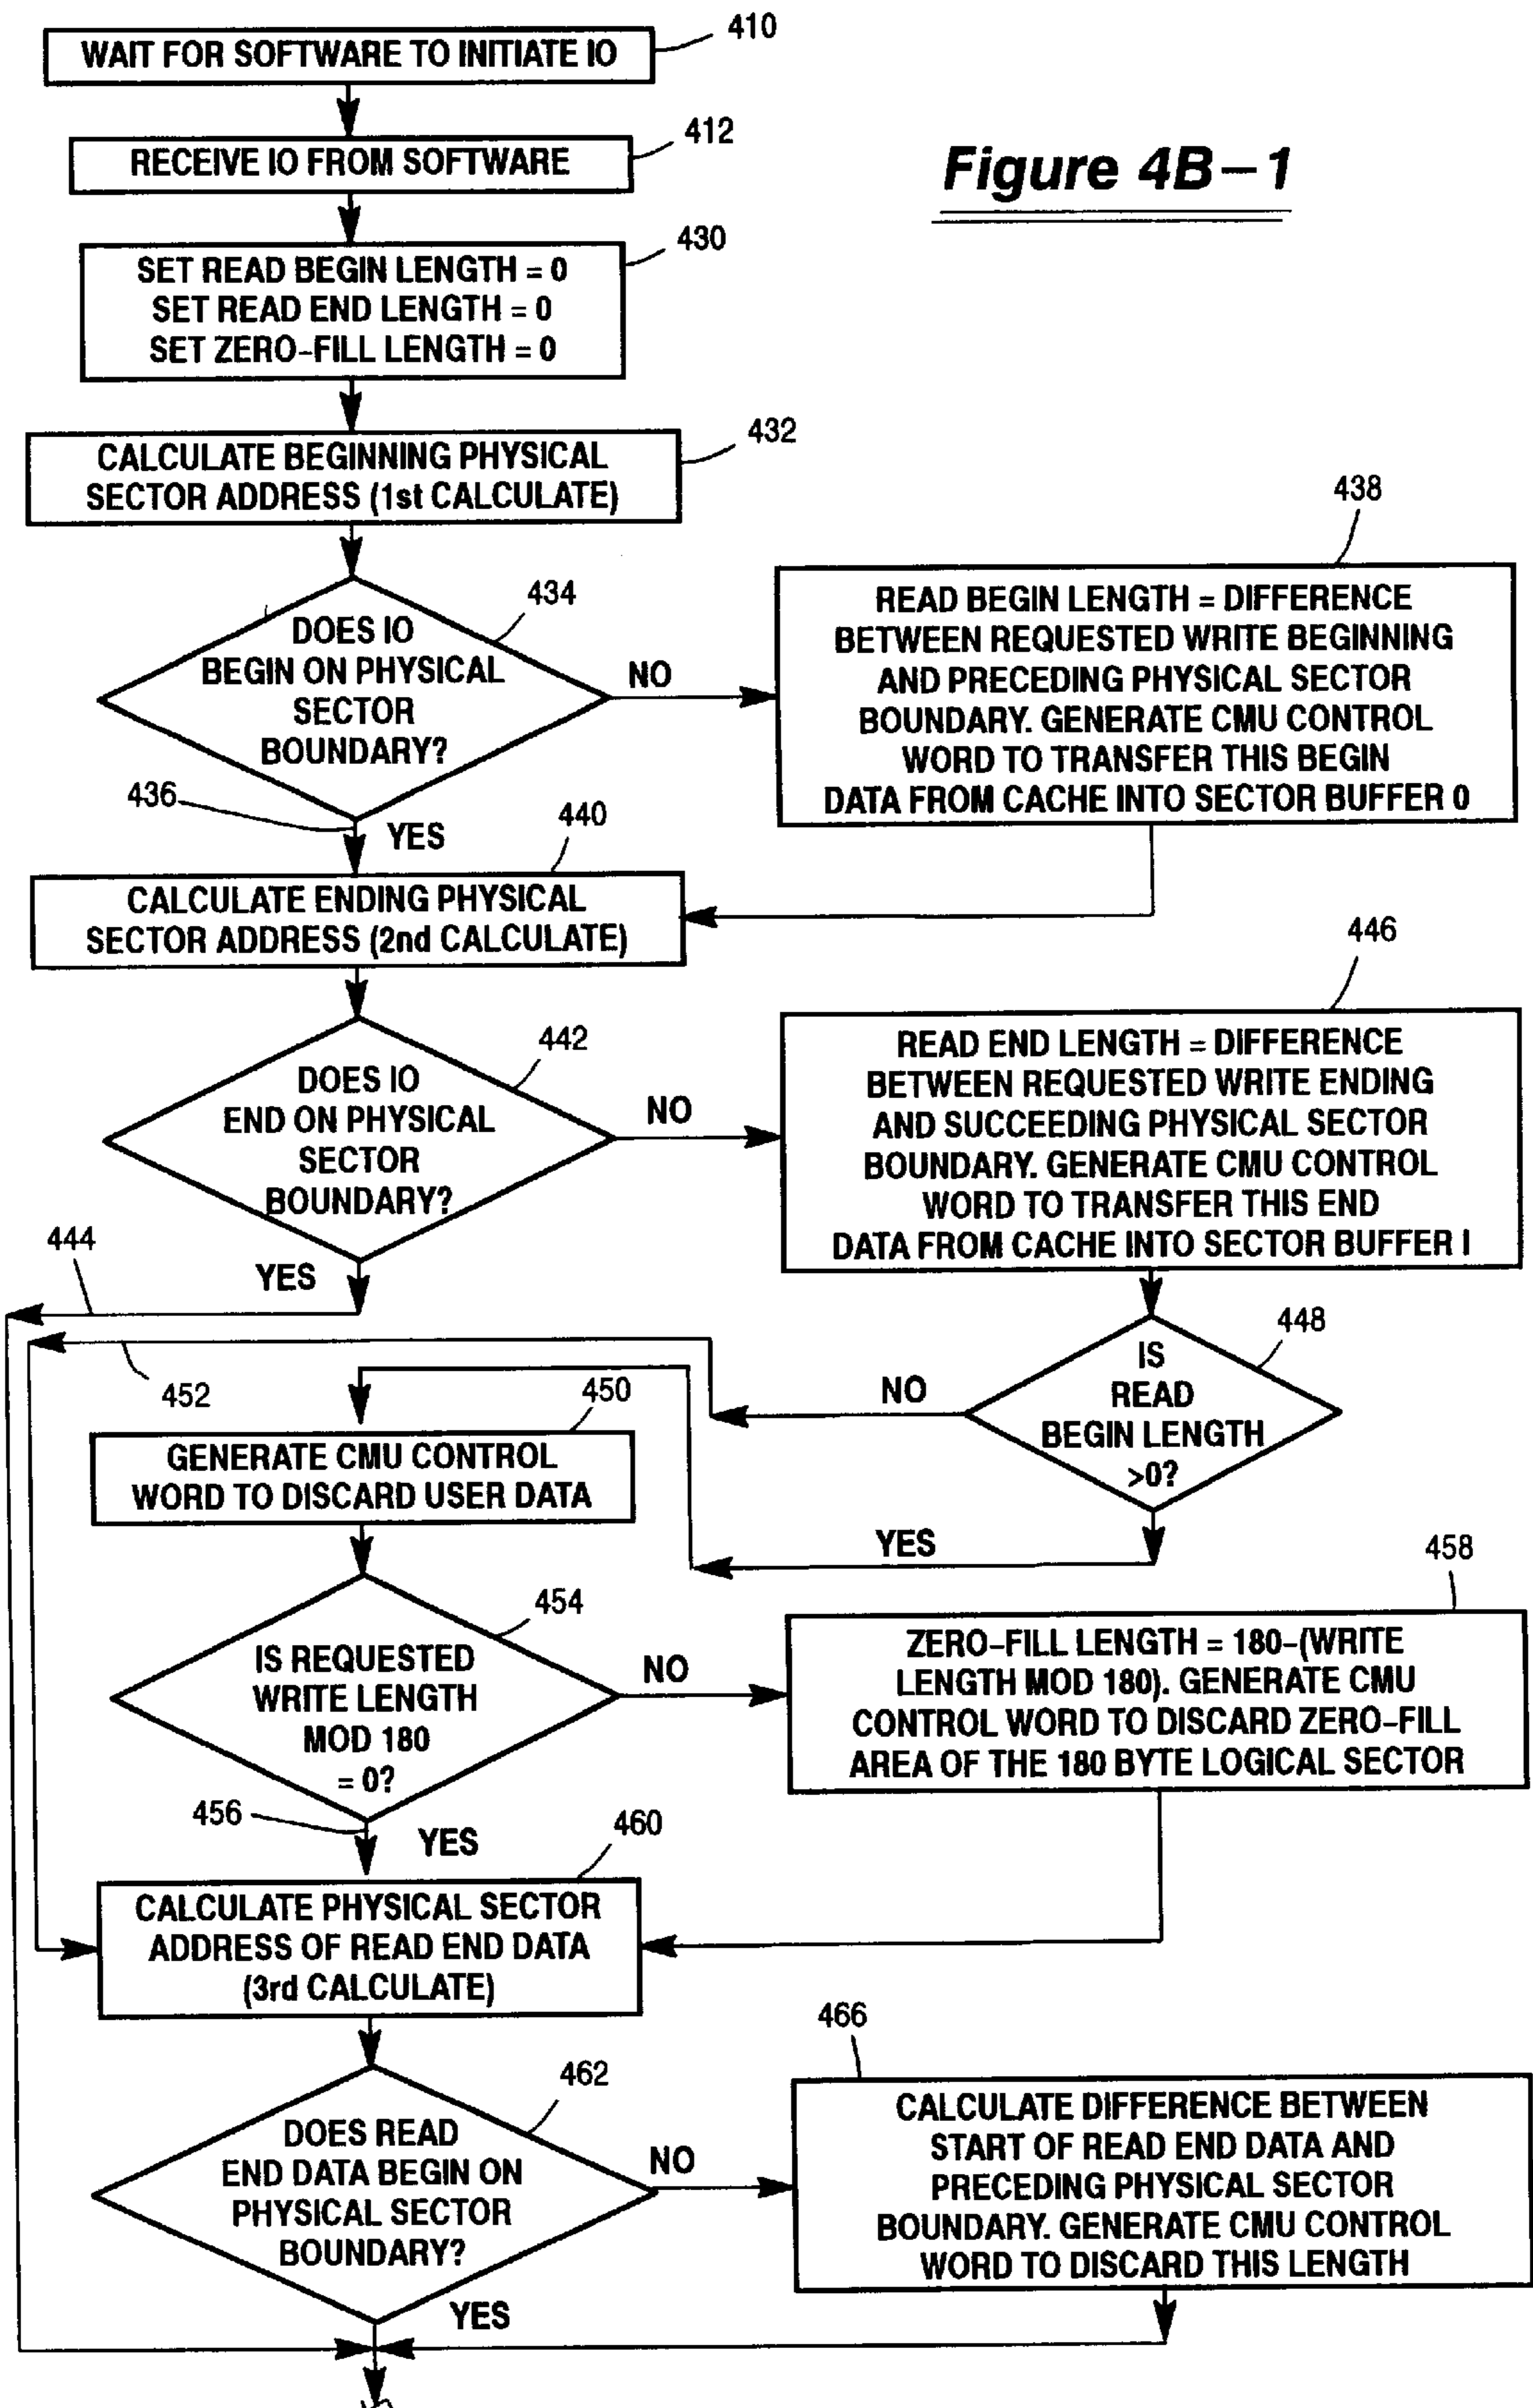 410
WAIT FOR SOFTWARE TO INITIATE IO
412
RECEIVE IO FROM SOFTWARE
Figure 4B-1
430
SET READ BEGIN LENGTH = 0
SET READ END LENGTH = 0
SET ZERO-FILL LENGTH = 0
432
CALCULATE BEGINNING PHYSICAL
SECTOR ADDRESS (1st CALCULATE)
434
DOES IO
BEGIN ON PHYSICAL
SECTOR
BOUNDARY?
NO
438
READ BEGIN LENGTH = DIFFERENCE
BETWEEN REQUESTED WRITE BEGINNING
AND PRECEDING PHYSICAL SECTOR
BOUNDARY. GENERATE CMU CONTROL
WORD TO TRANSFER THIS BEGIN
DATA FROM CACHE INTO SECTOR BUFFER 0
436
YES
440
CALCULATE ENDING PHYSICAL
SECTOR ADDRESS (2nd CALCULATE)
442
DOES IO
END ON PHYSICAL
SECTOR
BOUNDARY?
NO
446
READ END LENGTH = DIFFERENCE
BETWEEN REQUESTED WRITE ENDING
AND SUCCEEDING PHYSICAL SECTOR
BOUNDARY. GENERATE CMU CONTROL
WORD TO TRANSFER THIS END
DATA FROM CACHE INTO SECTOR BUFFER I
444
YES
448
IS
READ
BEGIN LENGTH
>0?
NO
452
450
GENERATE CMU CONTROL
WORD TO DISCARD USER DATA
YES
454
IS REQUESTED
WRITE LENGTH
MOD 180
= 0?
NO
458
ZERO-FILL LENGTH = 180-(WRITE
LENGTH MOD 180). GENERATE CMU
CONTROL WORD TO DISCARD ZERO-FILL
AREA OF THE 180 BYTE LOGICAL SECTOR
456
YES
460
CALCULATE PHYSICAL SECTOR
ADDRESS OF READ END DATA
(3rd CALCULATE)
462
DOES READ
END DATA BEGIN ON
PHYSICAL SECTOR
BOUNDARY?
NO
466
CALCULATE DIFFERENCE BETWEEN
START OF READ END DATA AND
PRECEDING PHYSICAL SECTOR
BOUNDARY. GENERATE CMU CONTROL
WORD TO DISCARD THIS LENGTH
YES